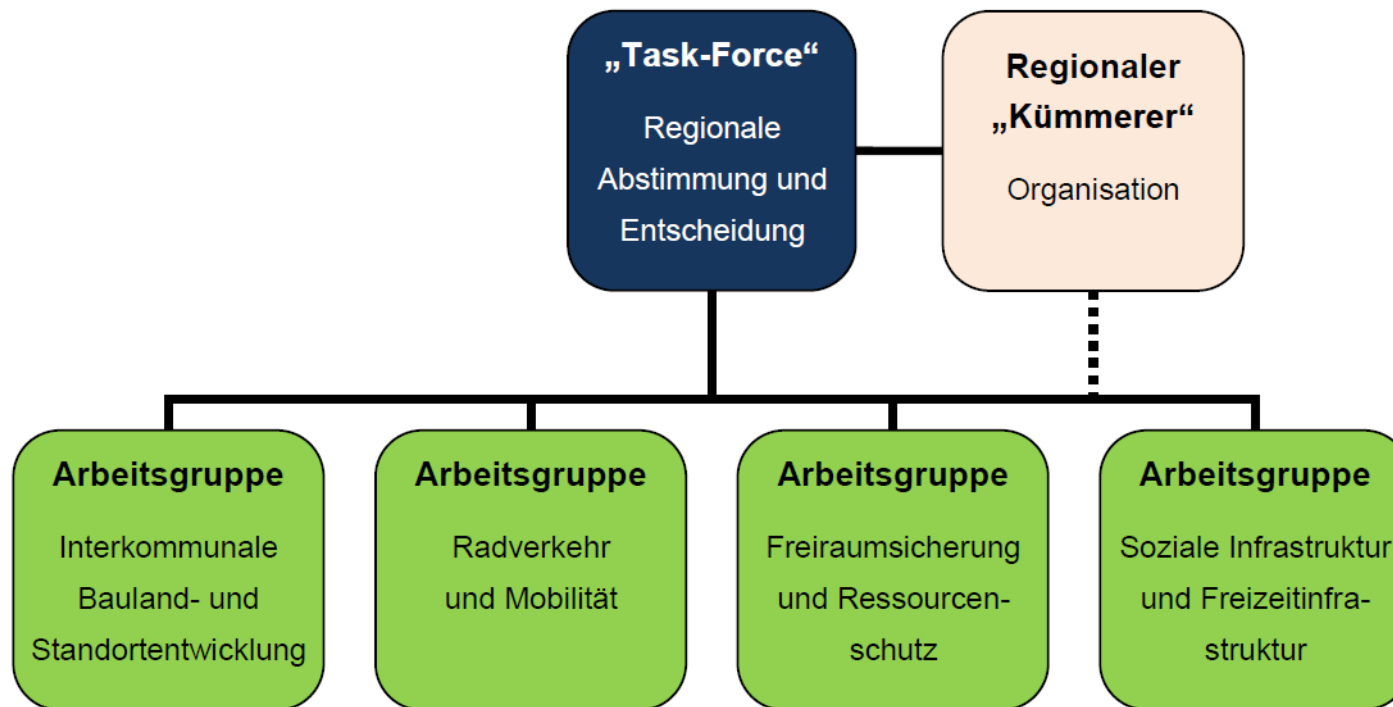 „Task-Force“
Regionale
Abstimmung und
Entscheidung
Regionaler
„Kümmerer“
Organisation
Arbeitsgruppe
Interkommunale
Bauland- und
Standortentwicklung
Arbeitsgruppe
Radverkehr
und Mobilität
Arbeitsgruppe
Freiraumsicherung
und Ressourcen-
schutz
Arbeitsgruppe
Soziale Infrastruktur
und Freizeitinfra-
struktur